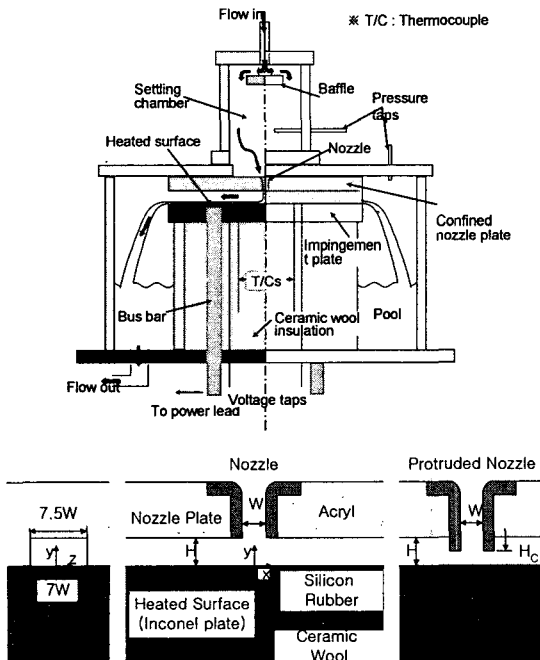 Flow in
※ T/C : Thermocouple
Settling
chamber
Baffle
Pressure
taps
Heated surface
Nozzle
Confined
nozzle plate
Impingemen
t plate
T/Cs
Bus bar
Ceramic wool
insulation
Pool
Flow out
Voltage taps
To power lead
Nozzle
Protruded Nozzle
7.5W
W
W
Nozzle Plate
Acryl
y
z
H
y
x
H
Hc
7W
Heated Surface
(Inconel plate)
Silicon
Rubber
Ceramic
Wool